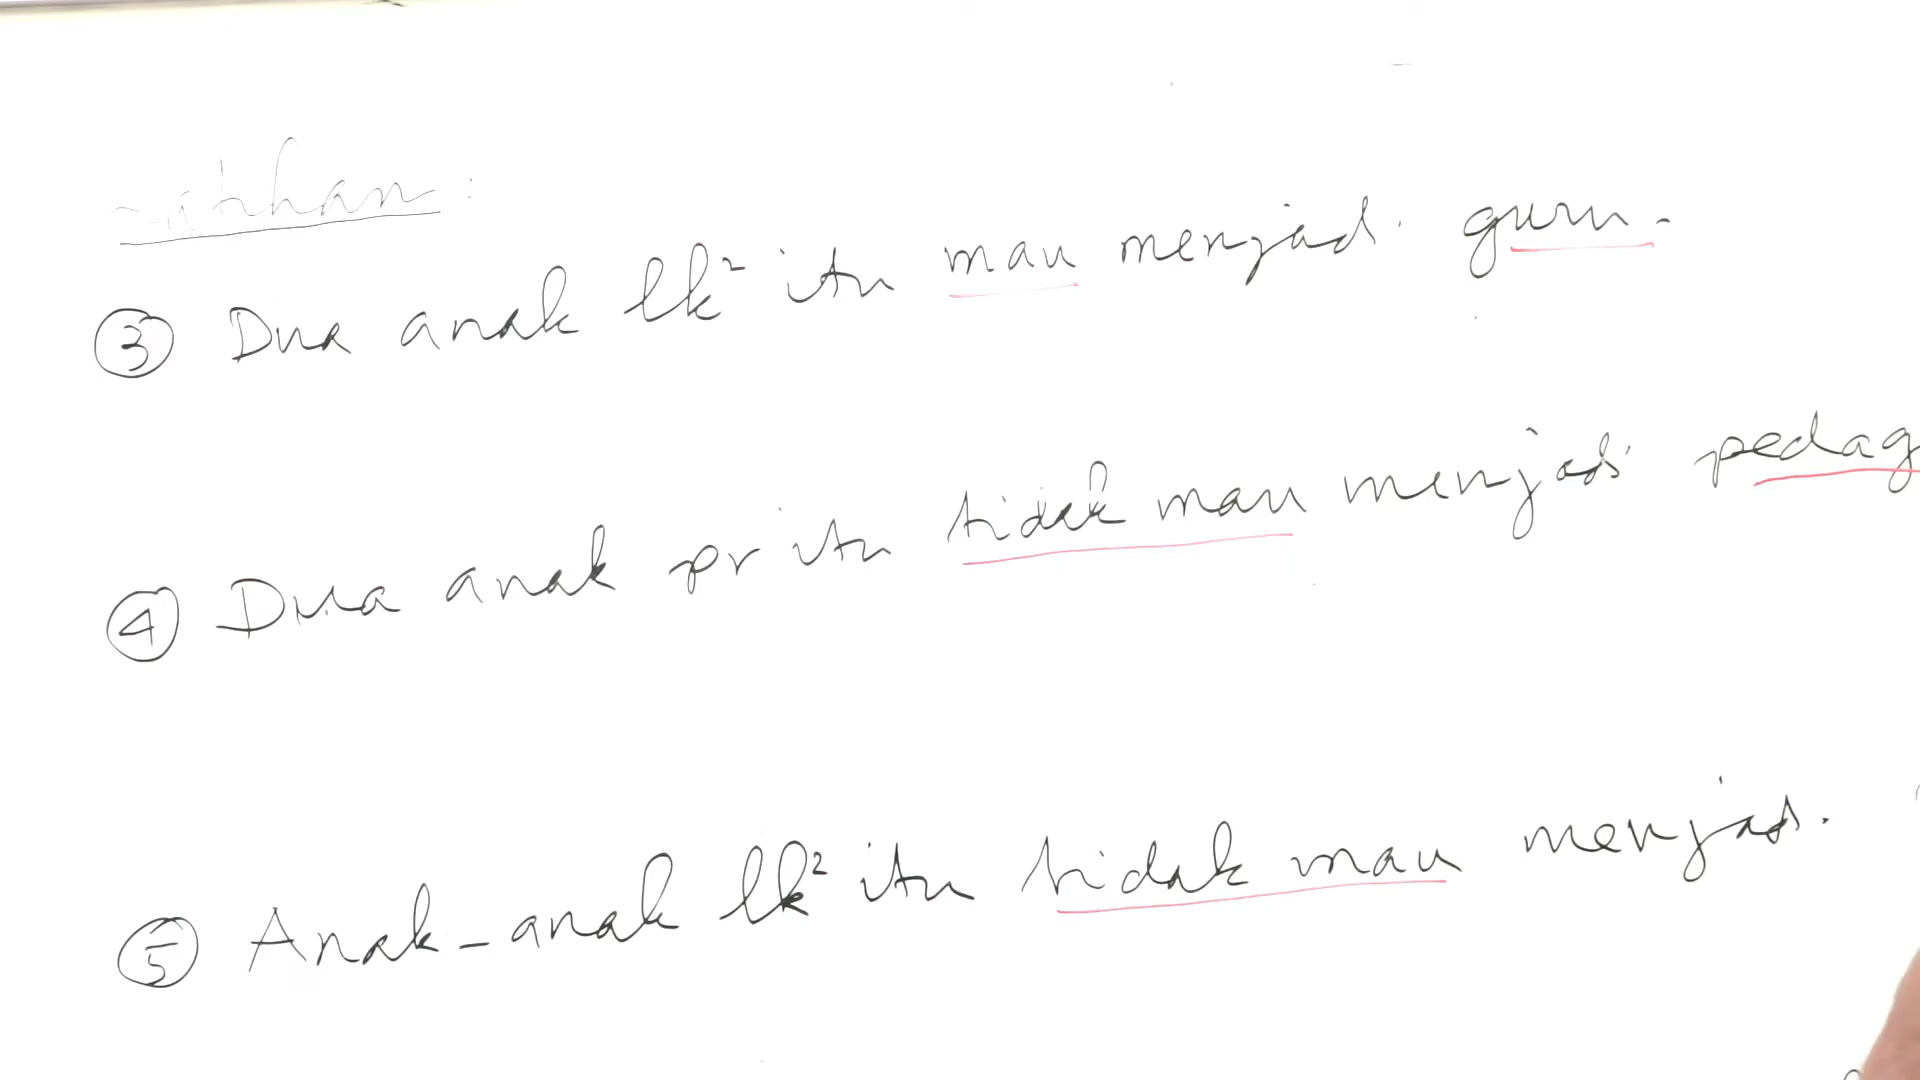 Latihan :
③ Dua anak lk² itu mau menjadi guru.
④ Dua anak pr itu tidak mau menjadi pedag
⑤ Anak-anak lk² itu tidak mau menjadi